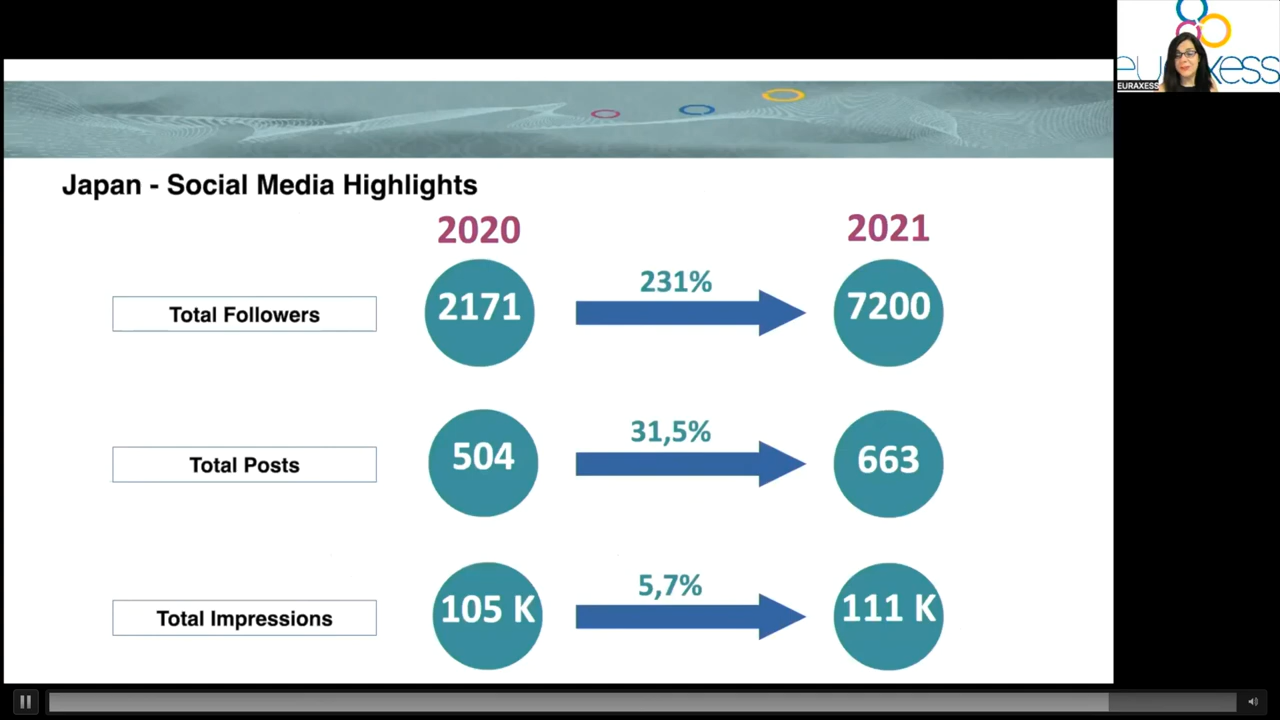 euraxess
EURAXESS
Japan - Social Media Highlights
2020
2021
Total Followers
2171
231%
7200
Total Posts
504
31,5%
663
Total Impressions
105 K
5,7%
111 K